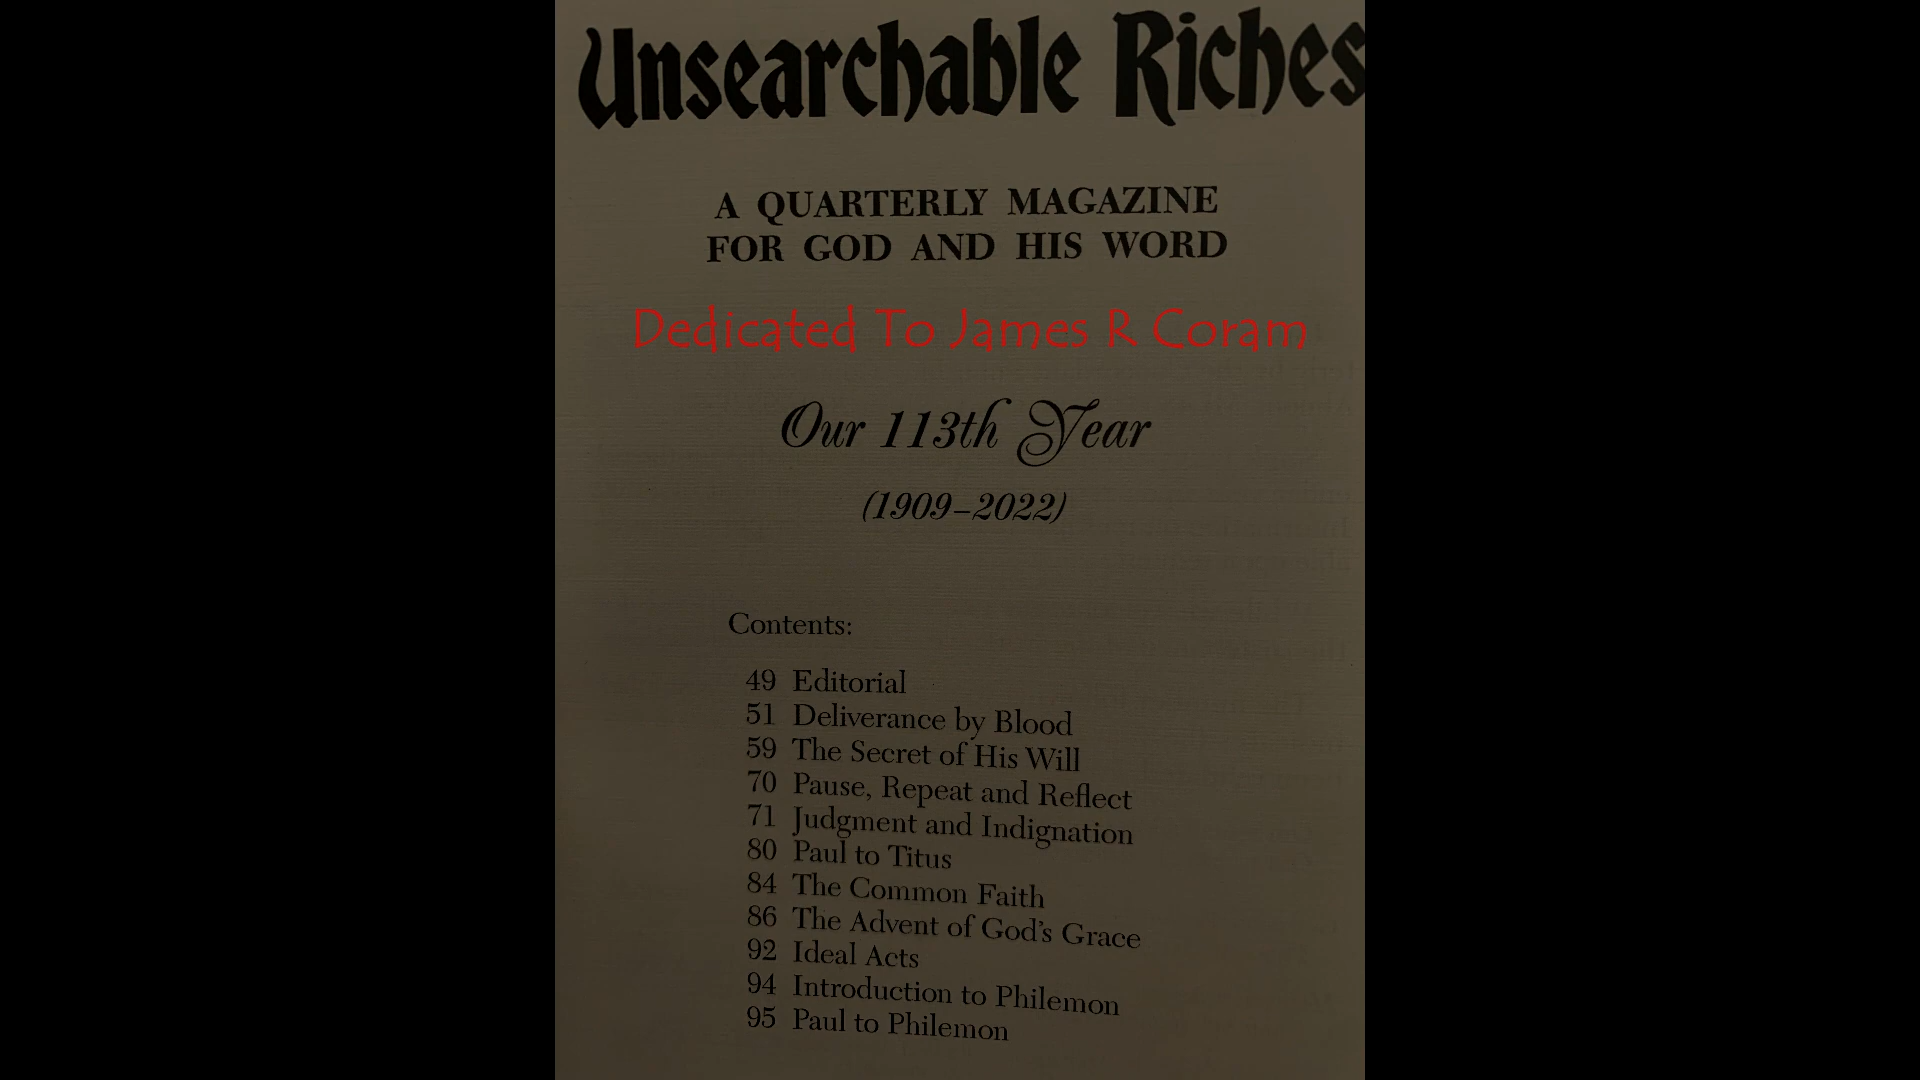 Unsearchable Riches
A QUARTERLY MAGAZINE
FOR GOD AND HIS WORD
Dedicated To James R Coram
Our 113th Year
(1909–2022)
Contents:
49 Editorial
51 Deliverance by Blood
59 The Secret of His Will
70 Pause, Repeat and Reflect
71 Judgment and Indignation
80 Paul to Titus
84 The Common Faith
86 The Advent of God's Grace
92 Ideal Acts
94 Introduction to Philemon
95 Paul to Philemon